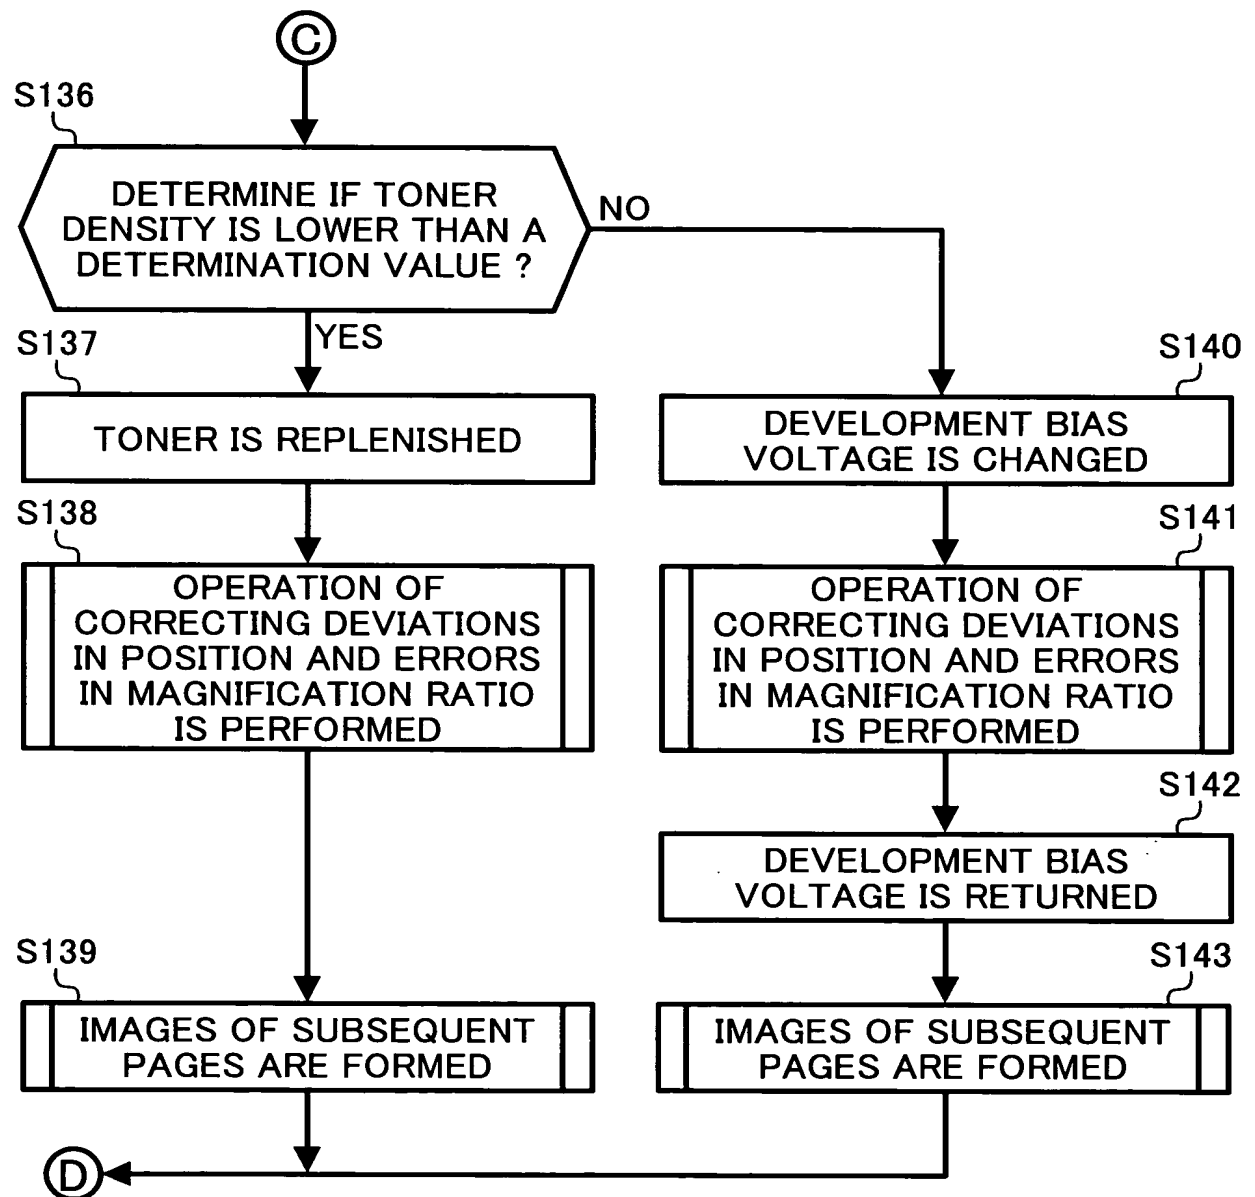 C
S136
DETERMINE IF TONER
DENSITY IS LOWER THAN A
DETERMINATION VALUE ?
NO
YES
S137
TONER IS REPLENISHED
S138
OPERATION OF
CORRECTING DEVIATIONS
IN POSITION AND ERRORS
IN MAGNIFICATION RATIO
IS PERFORMED
S139
IMAGES OF SUBSEQUENT
PAGES ARE FORMED
S140
DEVELOPMENT BIAS
VOLTAGE IS CHANGED
S141
OPERATION OF
CORRECTING DEVIATIONS
IN POSITION AND ERRORS
IN MAGNIFICATION RATIO
IS PERFORMED
S142
DEVELOPMENT BIAS
VOLTAGE IS RETURNED
S143
IMAGES OF SUBSEQUENT
PAGES ARE FORMED
D